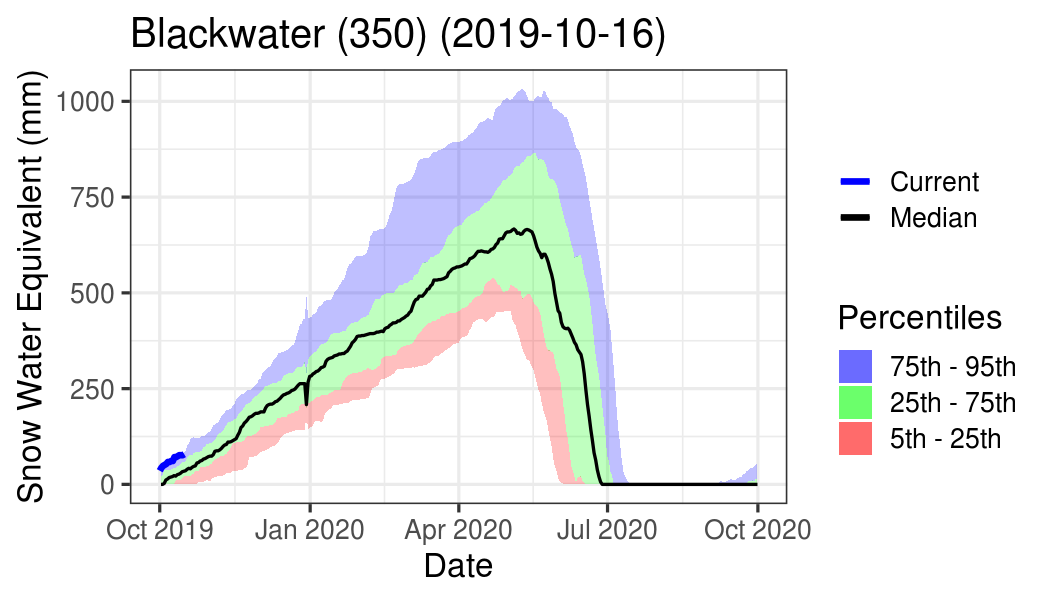 Blackwater (350) (2019-10-16)
Snow Water Equivalent (mm)
1000
750
500
250
0
Oct 2019
Jan 2020
Apr 2020
Jul 2020
Oct 2020
Date
Current
Median
Percentiles
75th - 95th
25th - 75th
5th - 25th